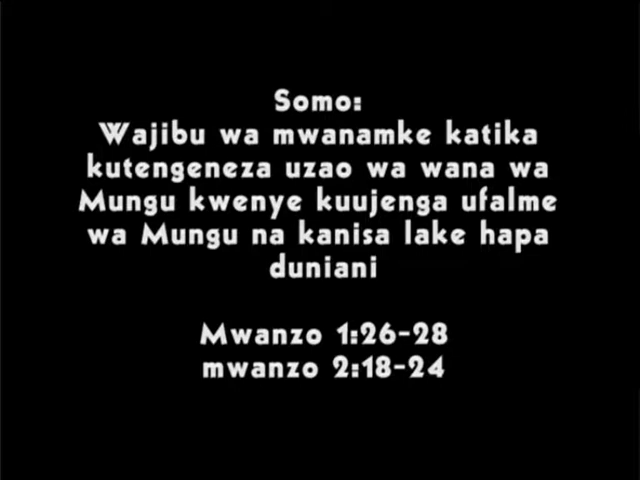 Somo:
Wajibu wa mwanamke katika
kutengeneza uzao wa wana wa
Mungu kwenye kuujenga ufalme
wa Mungu na kanisa lake hapa
duniani
Mwanzo 1:26-28
mwanzo 2:18-24